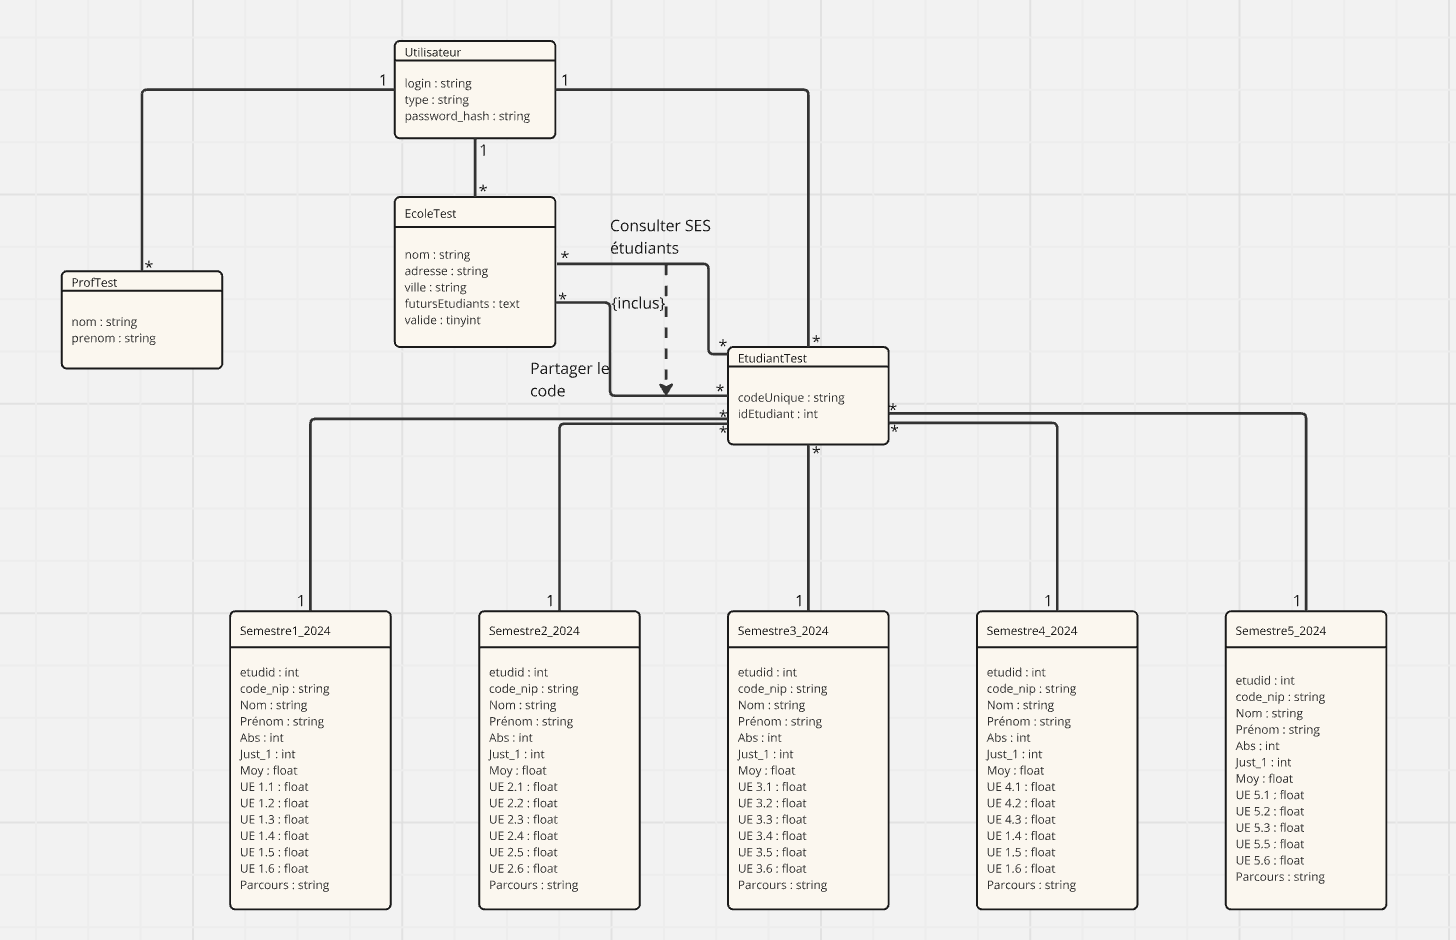 Utilisateur
login : string
type : string
password_hash : string
1
1
1
*
*
EcoleTest
nom : string
adresse : string
ville : string
futursEtudiants : text
valide : tinyint
*
*
Consulter SES
étudiants
{inclus}
Partager le
code
ProfTest
nom : string
prenom : string
*
*
*
EtudiantTest
codeUnique : string
idEtudiant : int
*
*
*
*
*
1
1
1
1
1
Semestre1_2024
etudid : int
code_nip : string
Nom : string
Prénom : string
Abs : int
Just_1 : int
Moy : float
UE 1.1 : float
UE 1.2 : float
UE 1.3 : float
UE 1.4 : float
UE 1.5 : float
UE 1.6 : float
Parcours : string
Semestre2_2024
etudid : int
code_nip : string
Nom : string
Prénom : string
Abs : int
Just_1 : int
Moy : float
UE 2.1 : float
UE 2.2 : float
UE 2.3 : float
UE 2.4 : float
UE 2.5 : float
UE 2.6 : float
Parcours : string
Semestre3_2024
etudid : int
code_nip : string
Nom : string
Prénom : string
Abs : int
Just_1 : int
Moy : float
UE 3.1 : float
UE 3.2 : float
UE 3.3 : float
UE 3.4 : float
UE 3.5 : float
UE 3.6 : float
Parcours : string
Semestre4_2024
etudid : int
code_nip : string
Nom : string
Prénom : string
Abs : int
Just_1 : int
Moy : float
UE 4.1 : float
UE 4.2 : float
UE 4.3 : float
UE 1.4 : float
UE 1.5 : float
UE 1.6 : float
Parcours : string
Semestre5_2024
etudid : int
code_nip : string
Nom : string
Prénom : string
Abs : int
Just_1 : int
Moy : float
UE 5.1 : float
UE 5.2 : float
UE 5.3 : float
UE 5.5 : float
UE 5.6 : float
Parcours : string